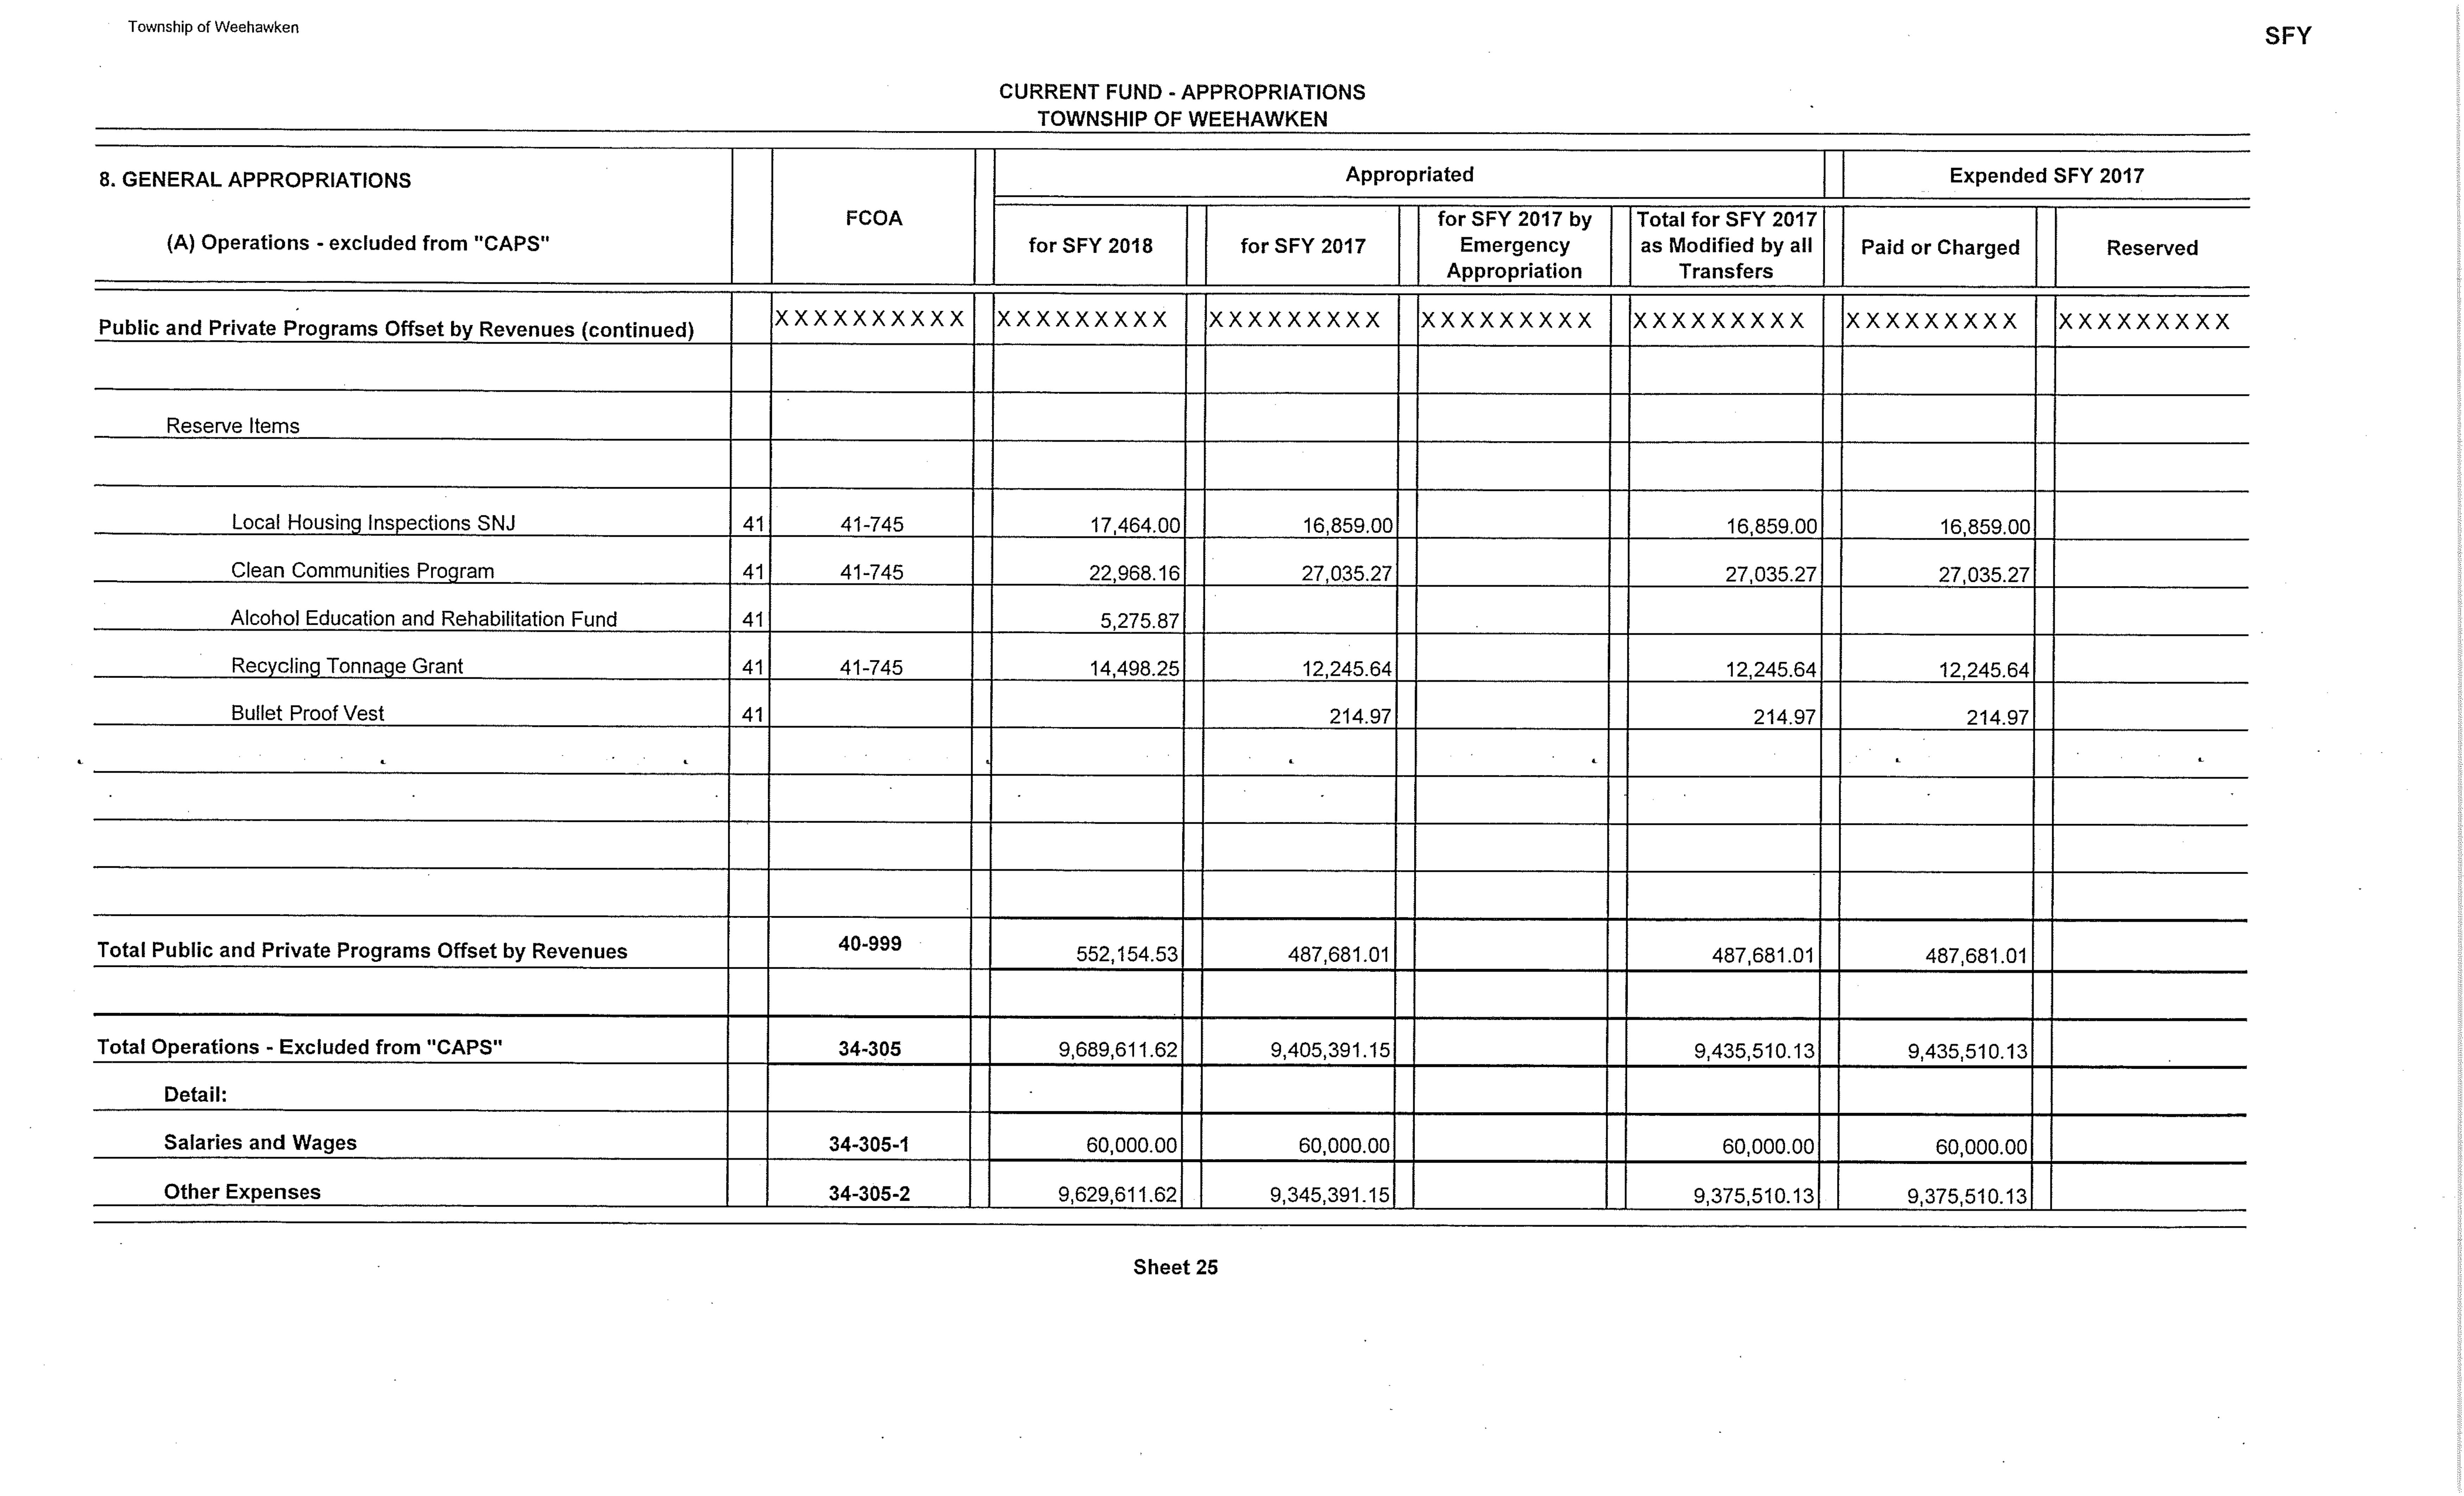 Township of Weehawken
SFY
CURRENT FUND - APPROPRIATIONS
TOWNSHIP OF WEEHAWKEN
8. GENERAL APPROPRIATIONS
(A) Operations - excluded from "CAPS"
FCOA
Appropriated
Expended SFY 2017
for SFY 2018
for SFY 2017
for SFY 2017 by
Emergency
Appropriation
Total for SFY 2017
as Modified by all
Transfers
Paid or Charged
Reserved
Public and Private Programs Offset by Revenues (continued) XXXXXXXXXX XXXXXXXXX XXXXXXXXX XXXXXXXXX XXXXXXXXX XXXXXXXXX XXXXXXXXX
Reserve Items
Local Housing Inspections SNJ 41 41-745 17,464.00 16,859.00 16,859.00 16,859.00
Clean Communities Program 41 41-745 22,968.16 27,035.27 27,035.27 27,035.27
Alcohol Education and Rehabilitation Fund 41 5,275.87
Recycling Tonnage Grant 41 41-745 14,498.25 12,245.64 12,245.64 12,245.64
Bullet Proof Vest 41 214.97 214.97 214.97
Total Public and Private Programs Offset by Revenues 40-999 552,154.53 487,681.01 487,681.01 487,681.01
Total Operations - Excluded from "CAPS" 34-305 9,689,611.62 9,405,391.15 9,435,510.13 9,435,510.13
Detail:
Salaries and Wages 34-305-1 60,000.00 60,000.00 60,000.00 60,000.00
Other Expenses 34-305-2 9,629,611.62 9,345,391.15 9,375,510.13 9,375,510.13
Sheet 25